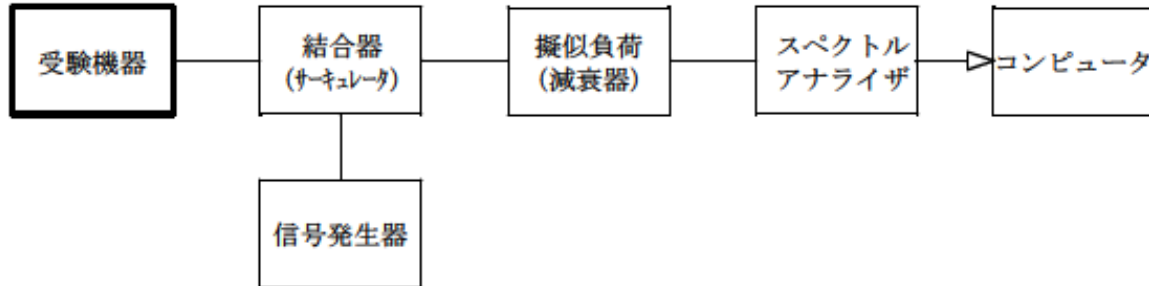 受験機器
結合器
(ｻｰｷｭﾚｰﾀ)
擬似負荷
(減衰器)
スペクトル
アナライザ
コンピュータ
信号発生器